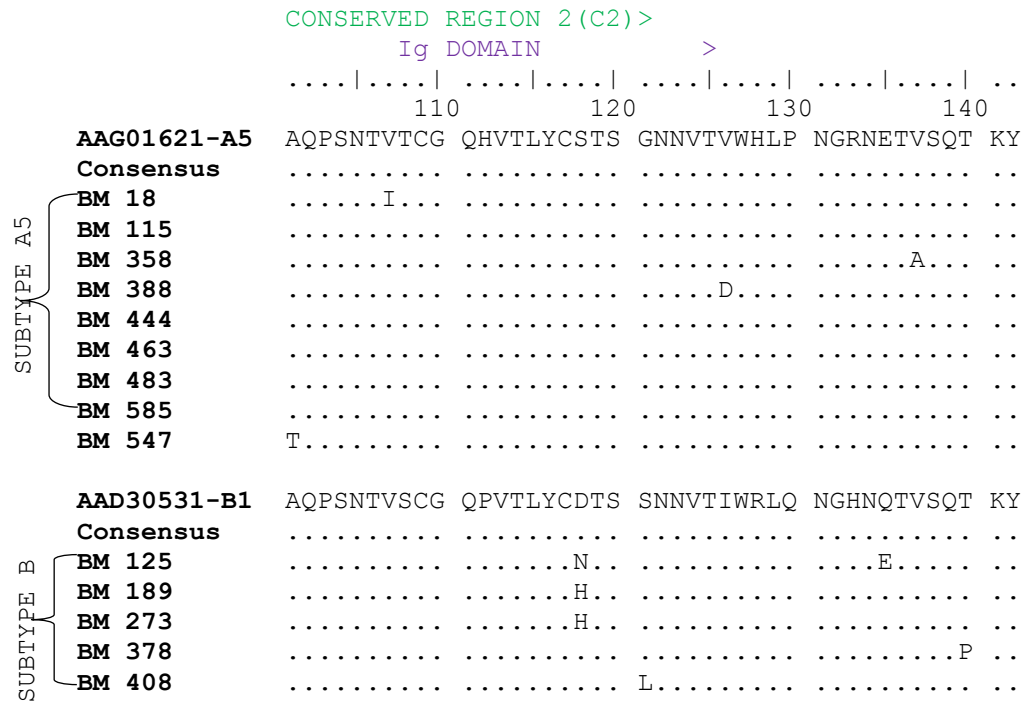 CONSERVED REGION 2(C2)>
Ig DOMAIN >
....|....| ....|....| ....|....| ....|....| ..
110 120 130 140
AAG01621-A5 AQPSNTVTCG QHVTLYCSTS GNNVTVWHLP NGRNETVSQT KY
Consensus .......... .......... .......... .......... ..
SUBTYPE A5
BM 18 ......I... .......... .......... .......... ..
BM 115 .......... .......... .......... .......... ..
BM 358 .......... .......... .......... ......A... ..
BM 388 .......... .......... .....D.... .......... ..
BM 444 .......... .......... .......... .......... ..
BM 463 .......... .......... .......... .......... ..
BM 483 .......... .......... .......... .......... ..
BM 585 .......... .......... .......... .......... ..
BM 547 T......... .......... .......... .......... ..
AAD30531-B1 AQPSNTVSCG QPVTLYCDTS SNNVTIWRLQ NGHNQTVSQT KY
Consensus .......... .......... .......... .......... ..
SUBTYPE B
BM 125 .......... .......N.. .......... ....E..... ..
BM 189 .......... .......H.. .......... .......... ..
BM 273 .......... .......H.. .......... .......... ..
BM 378 .......... .......... .......... .........P ..
BM 408 .......... .......... L......... .......... ..